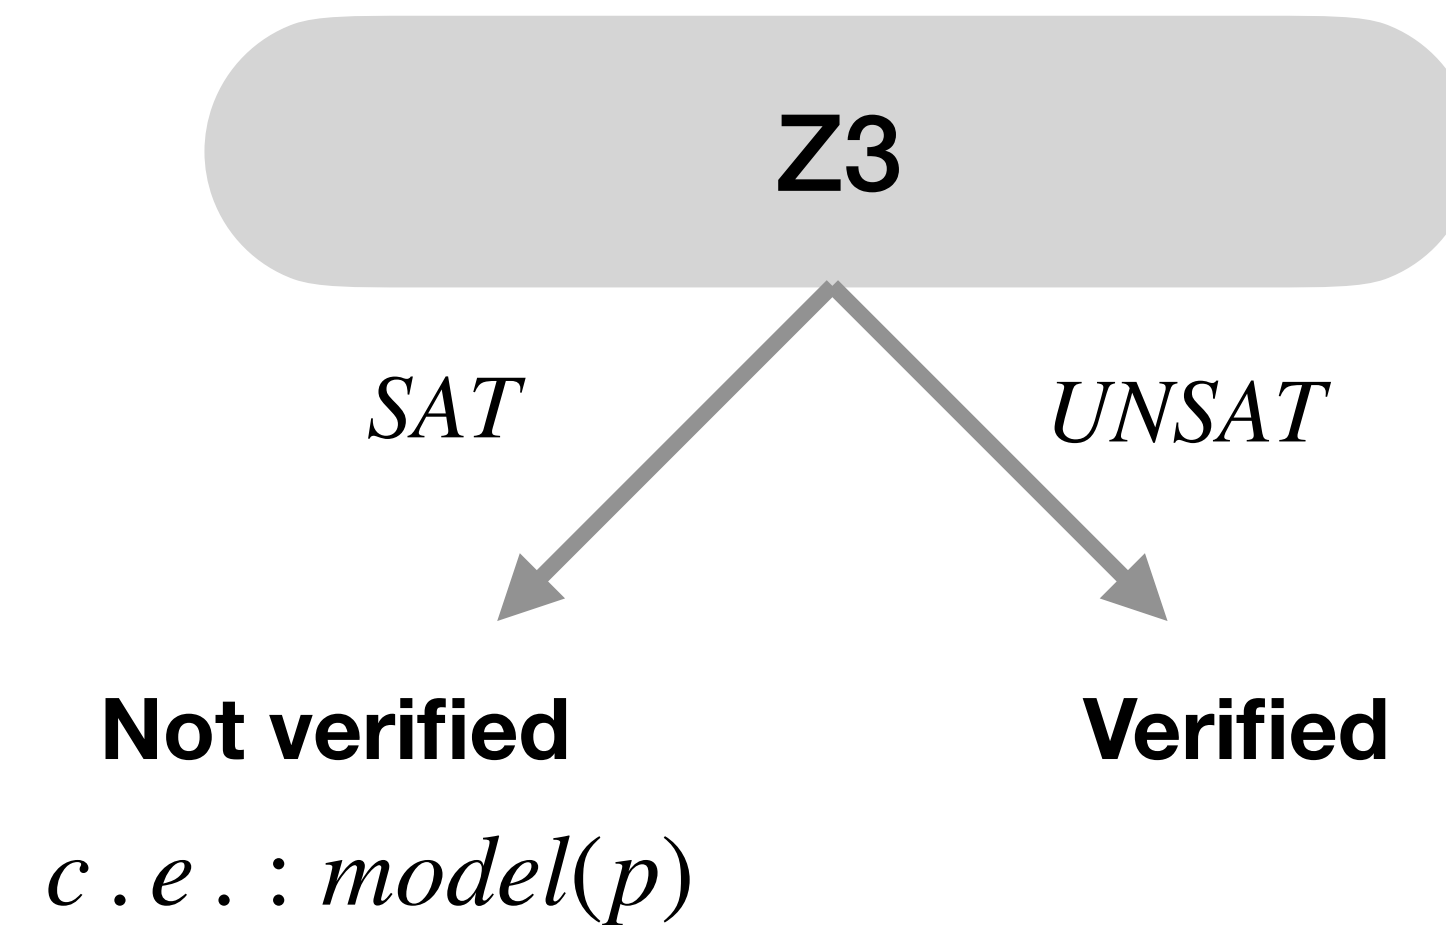 Z3
SAT
UNSAT
Not verified
Verified
c . e . : model(p)